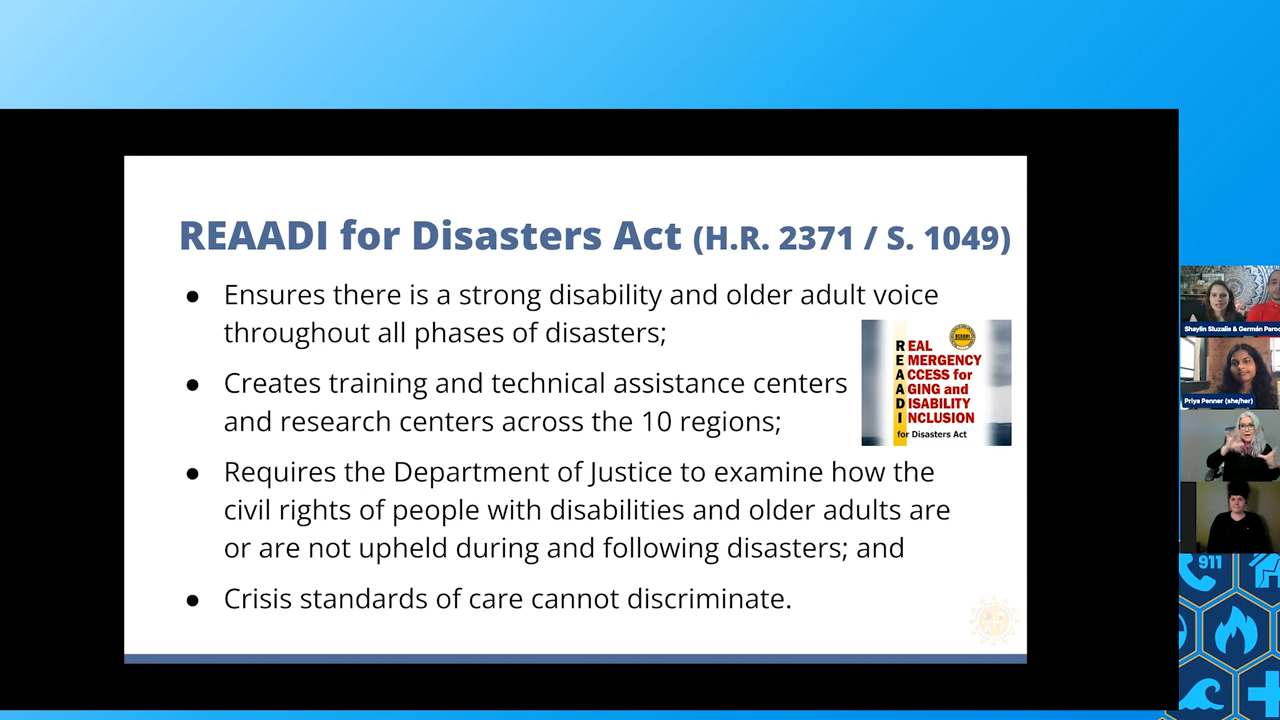 REAADI for Disasters Act (H.R. 2371 / S. 1049)
● Ensures there is a strong disability and older adult voice
throughout all phases of disasters;
● Creates training and technical assistance centers
and research centers across the 10 regions;
● Requires the Department of Justice to examine how the
civil rights of people with disabilities and older adults are
or are not upheld during and following disasters; and
● Crisis standards of care cannot discriminate.
REAL
EMERGENCY
ACCESS for
AGING and
DISABILITY
INCLUSION
for Disasters Act
Shaylin Sluzalis & Germán Paroc
Priya Penner (she/her)
911